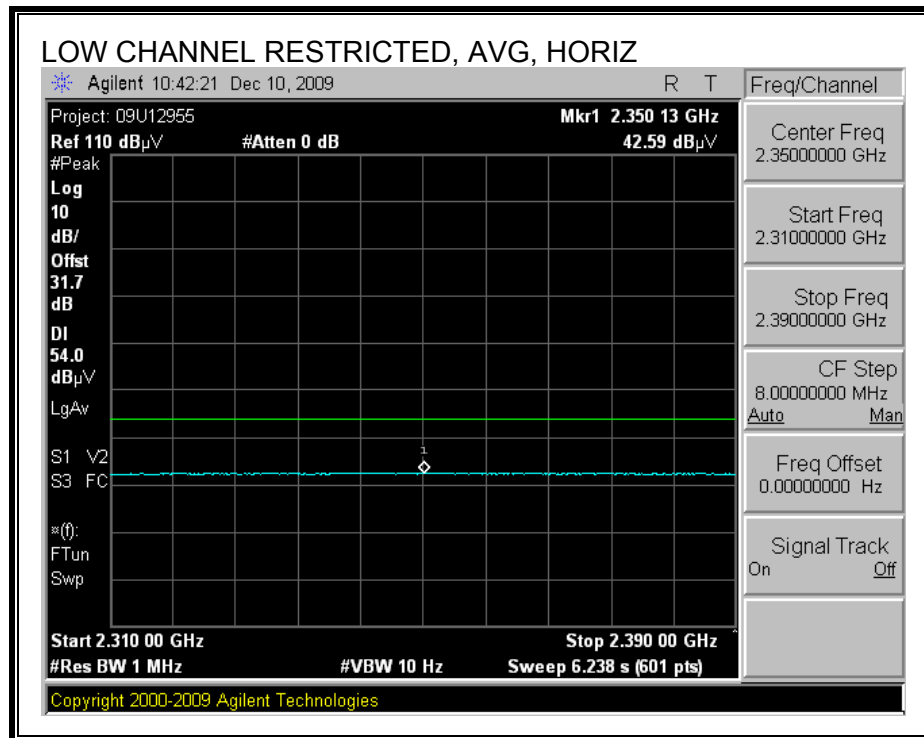 LOW CHANNEL RESTRICTED, AVG, HORIZ
Agilent 10:42:21 Dec 10, 2009
R T
Freq/Channel
Project: 09U12955
Mkr1 2.350 13 GHz
Ref 110 dBµV
#Atten 0 dB
42.59 dBµV
#Peak
Log
10
dB/
Offst
31.7
dB
DI
54.0
dBµV
LgAv
S1 V2
S3 FC
¤(f):
FTun
Swp
1
Start 2.310 00 GHz
Stop 2.390 00 GHz
#Res BW 1 MHz
#VBW 10 Hz
Sweep 6.238 s (601 pts)
Center Freq
2.35000000 GHz
Start Freq
2.31000000 GHz
Stop Freq
2.39000000 GHz
CF Step
8.00000000 MHz
Auto Man
Freq Offset
0.00000000 Hz
Signal Track
On Off
Copyright 2000-2009 Agilent Technologies